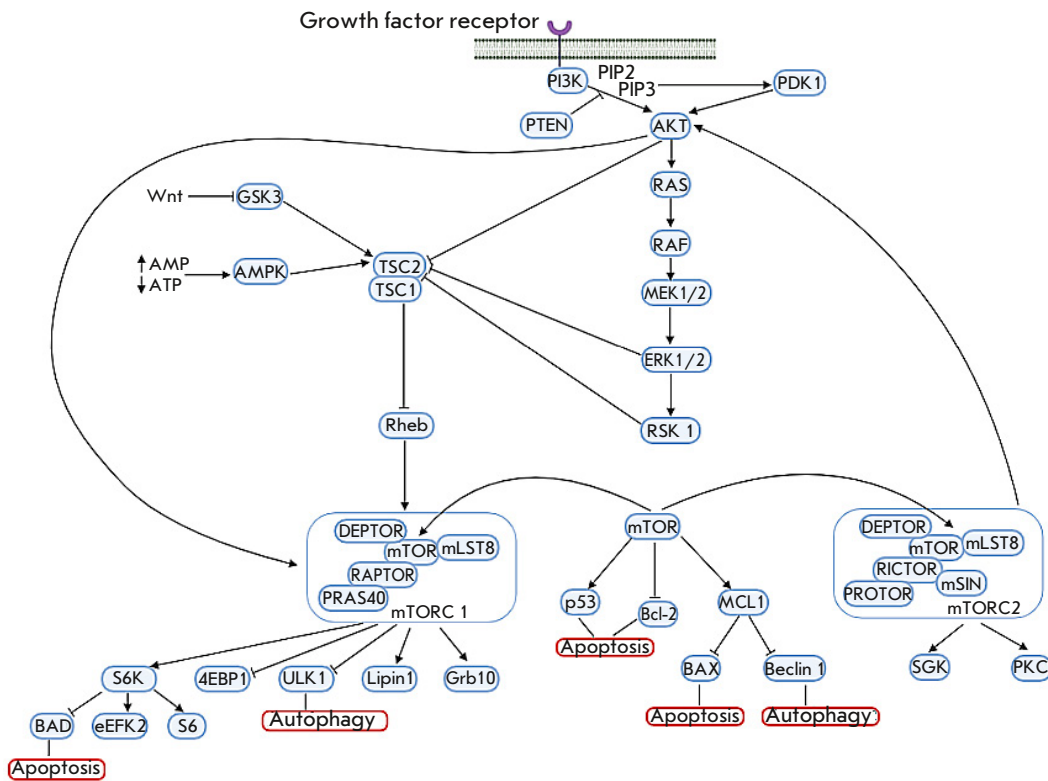 Growth factor receptor
PI3K
PIP2
PIP3
PDK1
PTEN
AKT
Wnt
GSK3
RAS
RAF
AMP
ATP
AMPK
TSC2
TSC1
MEK1/2
ERK1/2
Rheb
RSK 1
DEPTOR
mTOR
mLST8
RAPTOR
PRAS40
mTORC 1
mTOR
p53
Bcl-2
MCL1
Apoptosis
DEPTOR
mTOR
mLST8
RICTOR
mSIN
PROTOR
mTORC2
S6K
4EBP1
ULK1
Lipin1
Grb10
BAX
Beclin 1
SGK
PKC
BAD
eEFK2
S6
Autophagy
Apoptosis
Autophagy
Apoptosis